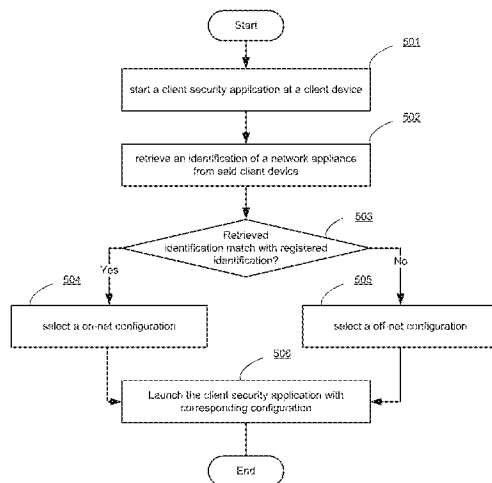 Start
501
start a client security application at a client device
502
retrieve an identification of a network appliance
from said client device
503
Retrieved
identification match with registered
identification?
Yes
No
504
505
select a on-net configuration
select a off-net configuration
506
Launch the client security application with
corresponding configuration
End